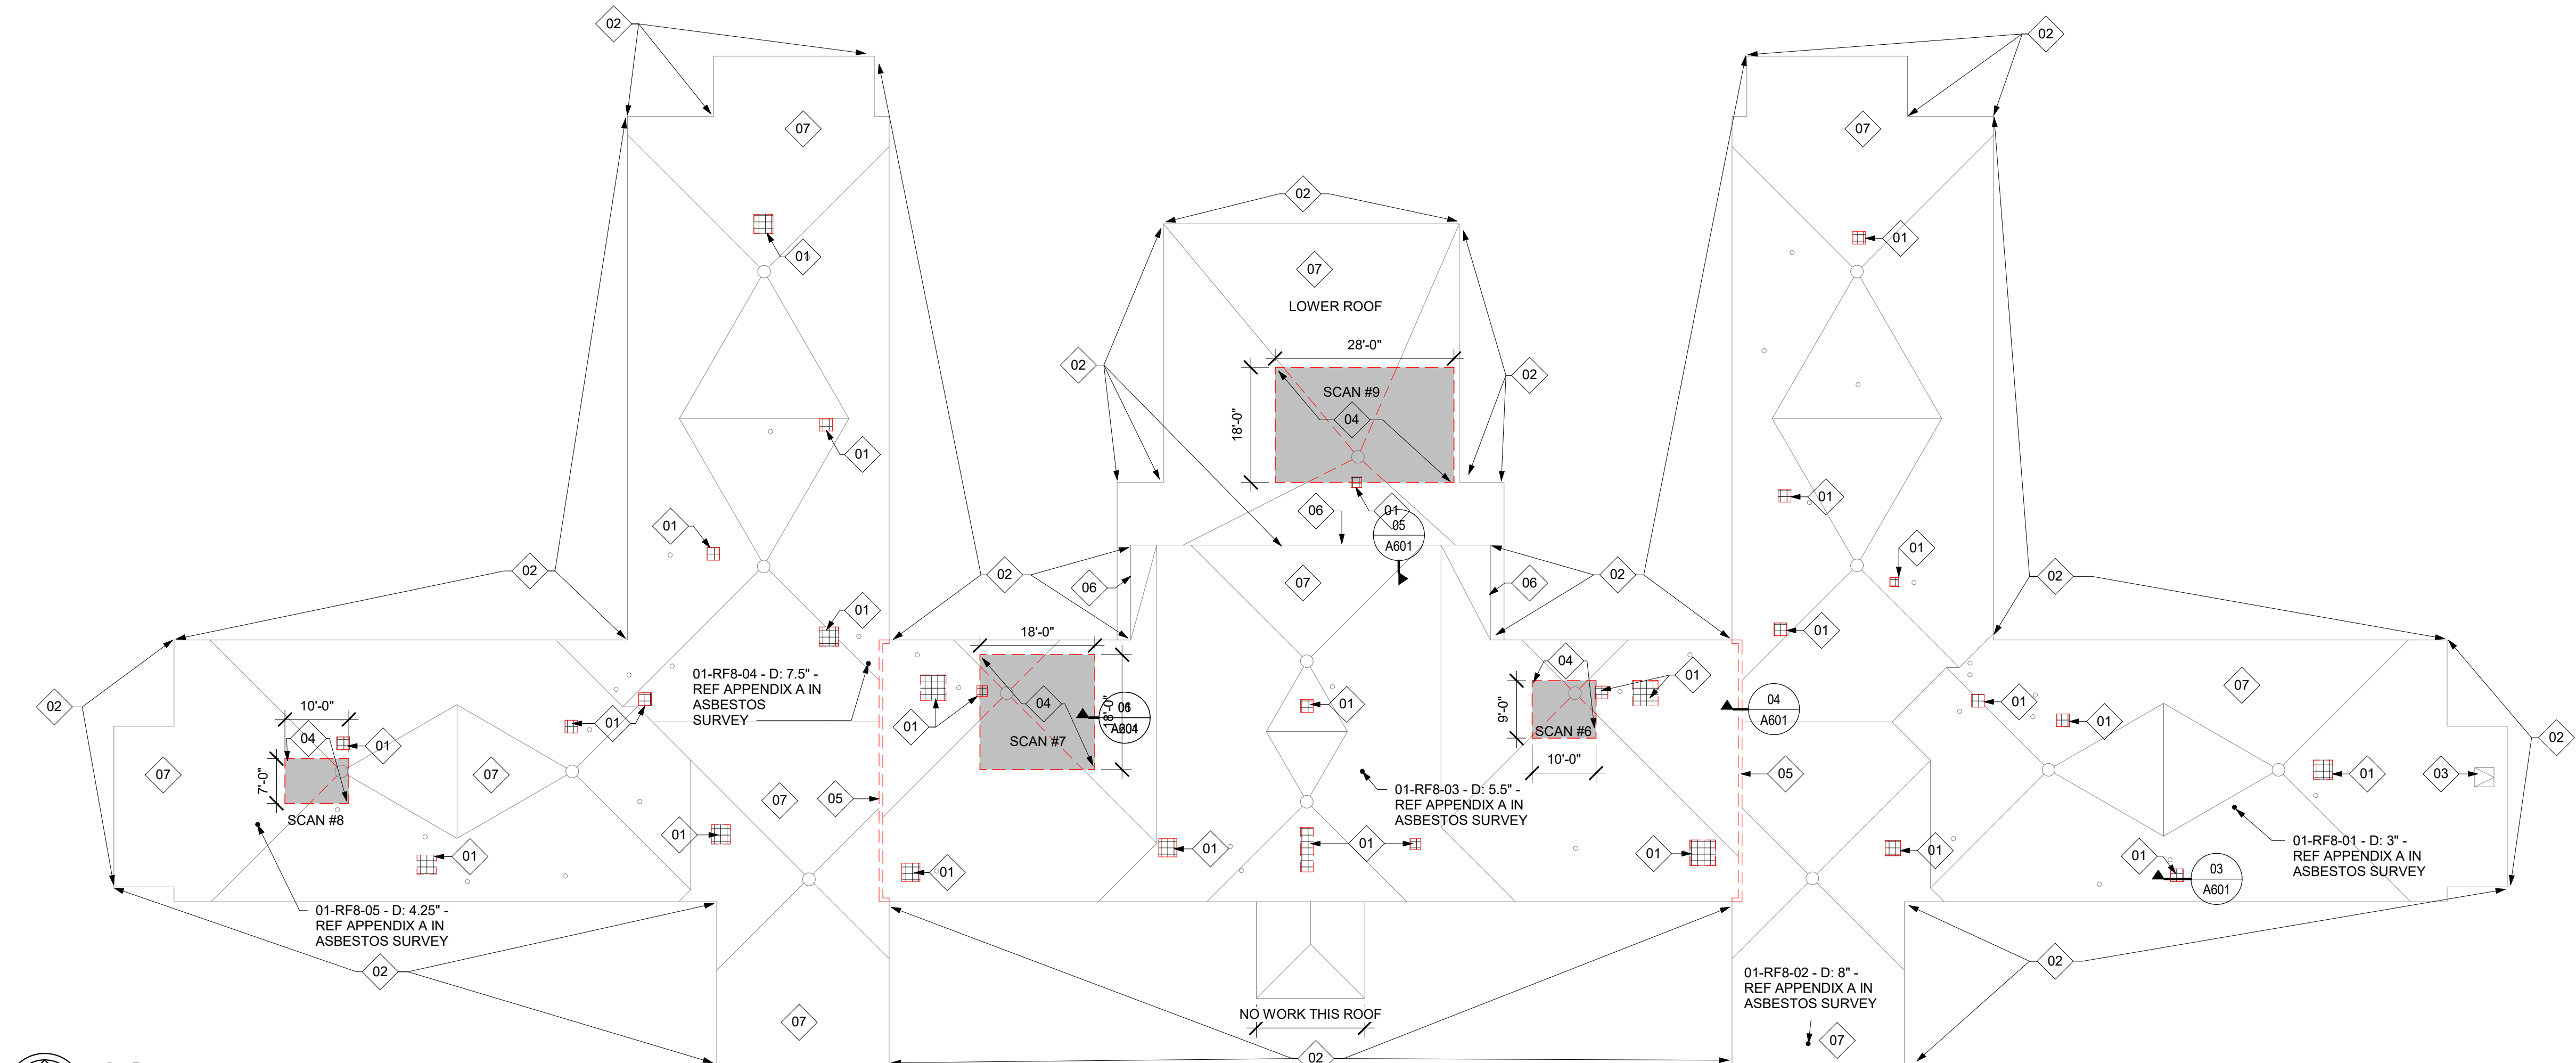 02
02
07
07
02
01
01
07
LOWER ROOF
28'-0"
02
02
SCAN #9
18'-0"
04
01
01
01
06
01
05
A601
01
02
02
06
07
06
02
02
01
01
18'-0"
01-RF8-04 - D: 7.5" -
REF APPENDIX A IN
ASBESTOS
SURVEY
04
01
07
02
10'-0"
01
01
04
18'-0"
01
9'-0"
04
A601
01
01
02
04
01
SCAN #7
SCAN #6
07
07
7'-0"
10'-0"
05
01
03
SCAN #8
07
05
01-RF8-03 - D: 5.5" -
REF APPENDIX A IN
ASBESTOS SURVEY
01
01
01
01
01
01
01
01
03
A601
01-RF8-01 - D: 3" -
REF APPENDIX A IN
ASBESTOS SURVEY
01-RF8-05 - D: 4.25" -
REF APPENDIX A IN
ASBESTOS SURVEY
02
02
01-RF8-02 - D: 8" -
REF APPENDIX A IN
ASBESTOS SURVEY
07
NO WORK THIS ROOF
07
02